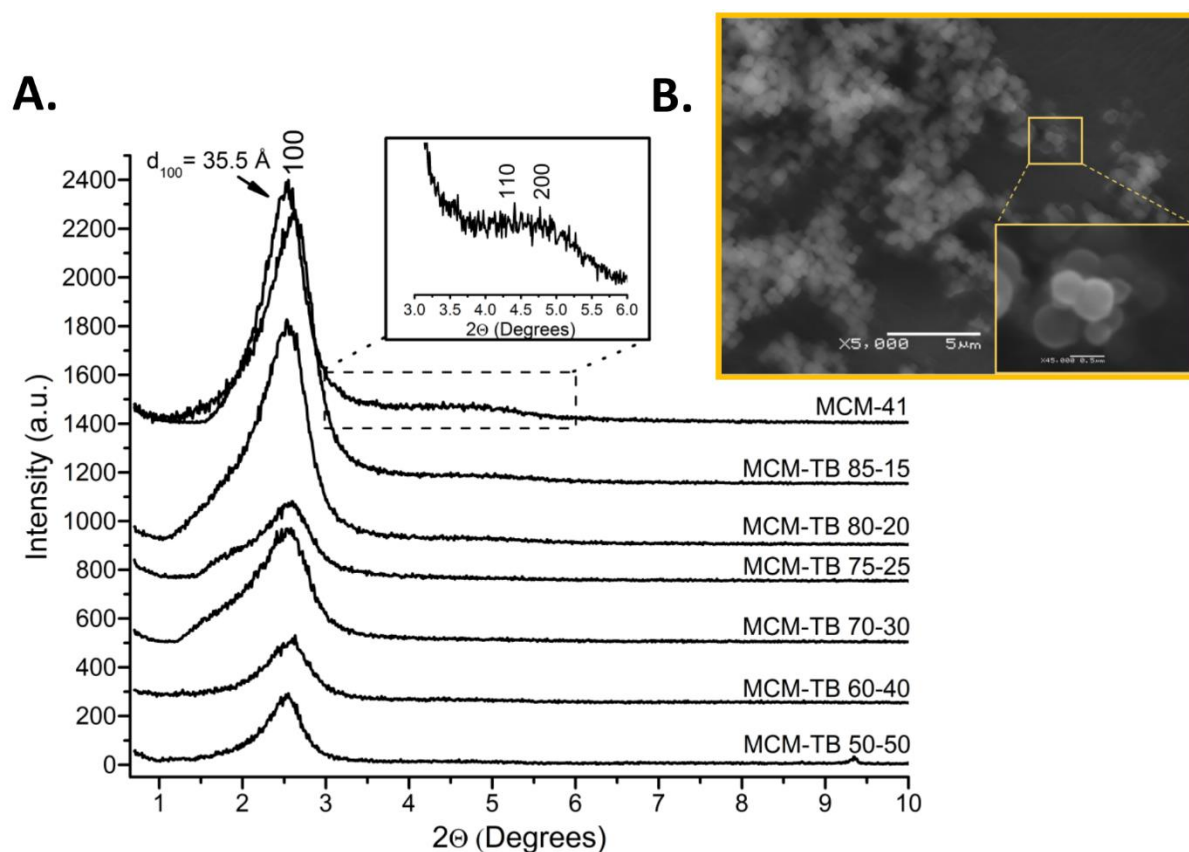 A.
B.
d₁₀₀= 35.5 Å
100
2400
2200
2000
1800
1600
1400
1200
1000
800
600
400
200
0
Intensity (a.u.)
110
200
3.0 3.5 4.0 4.5 5.0 5.5 6.0
2Θ (Degrees)
MCM-41
MCM-TB 85-15
MCM-TB 80-20
MCM-TB 75-25
MCM-TB 70-30
MCM-TB 60-40
MCM-TB 50-50
1 2 3 4 5 6 7 8 9 10
2Θ (Degrees)
X5,000 5μm
X45,000 0.5μm